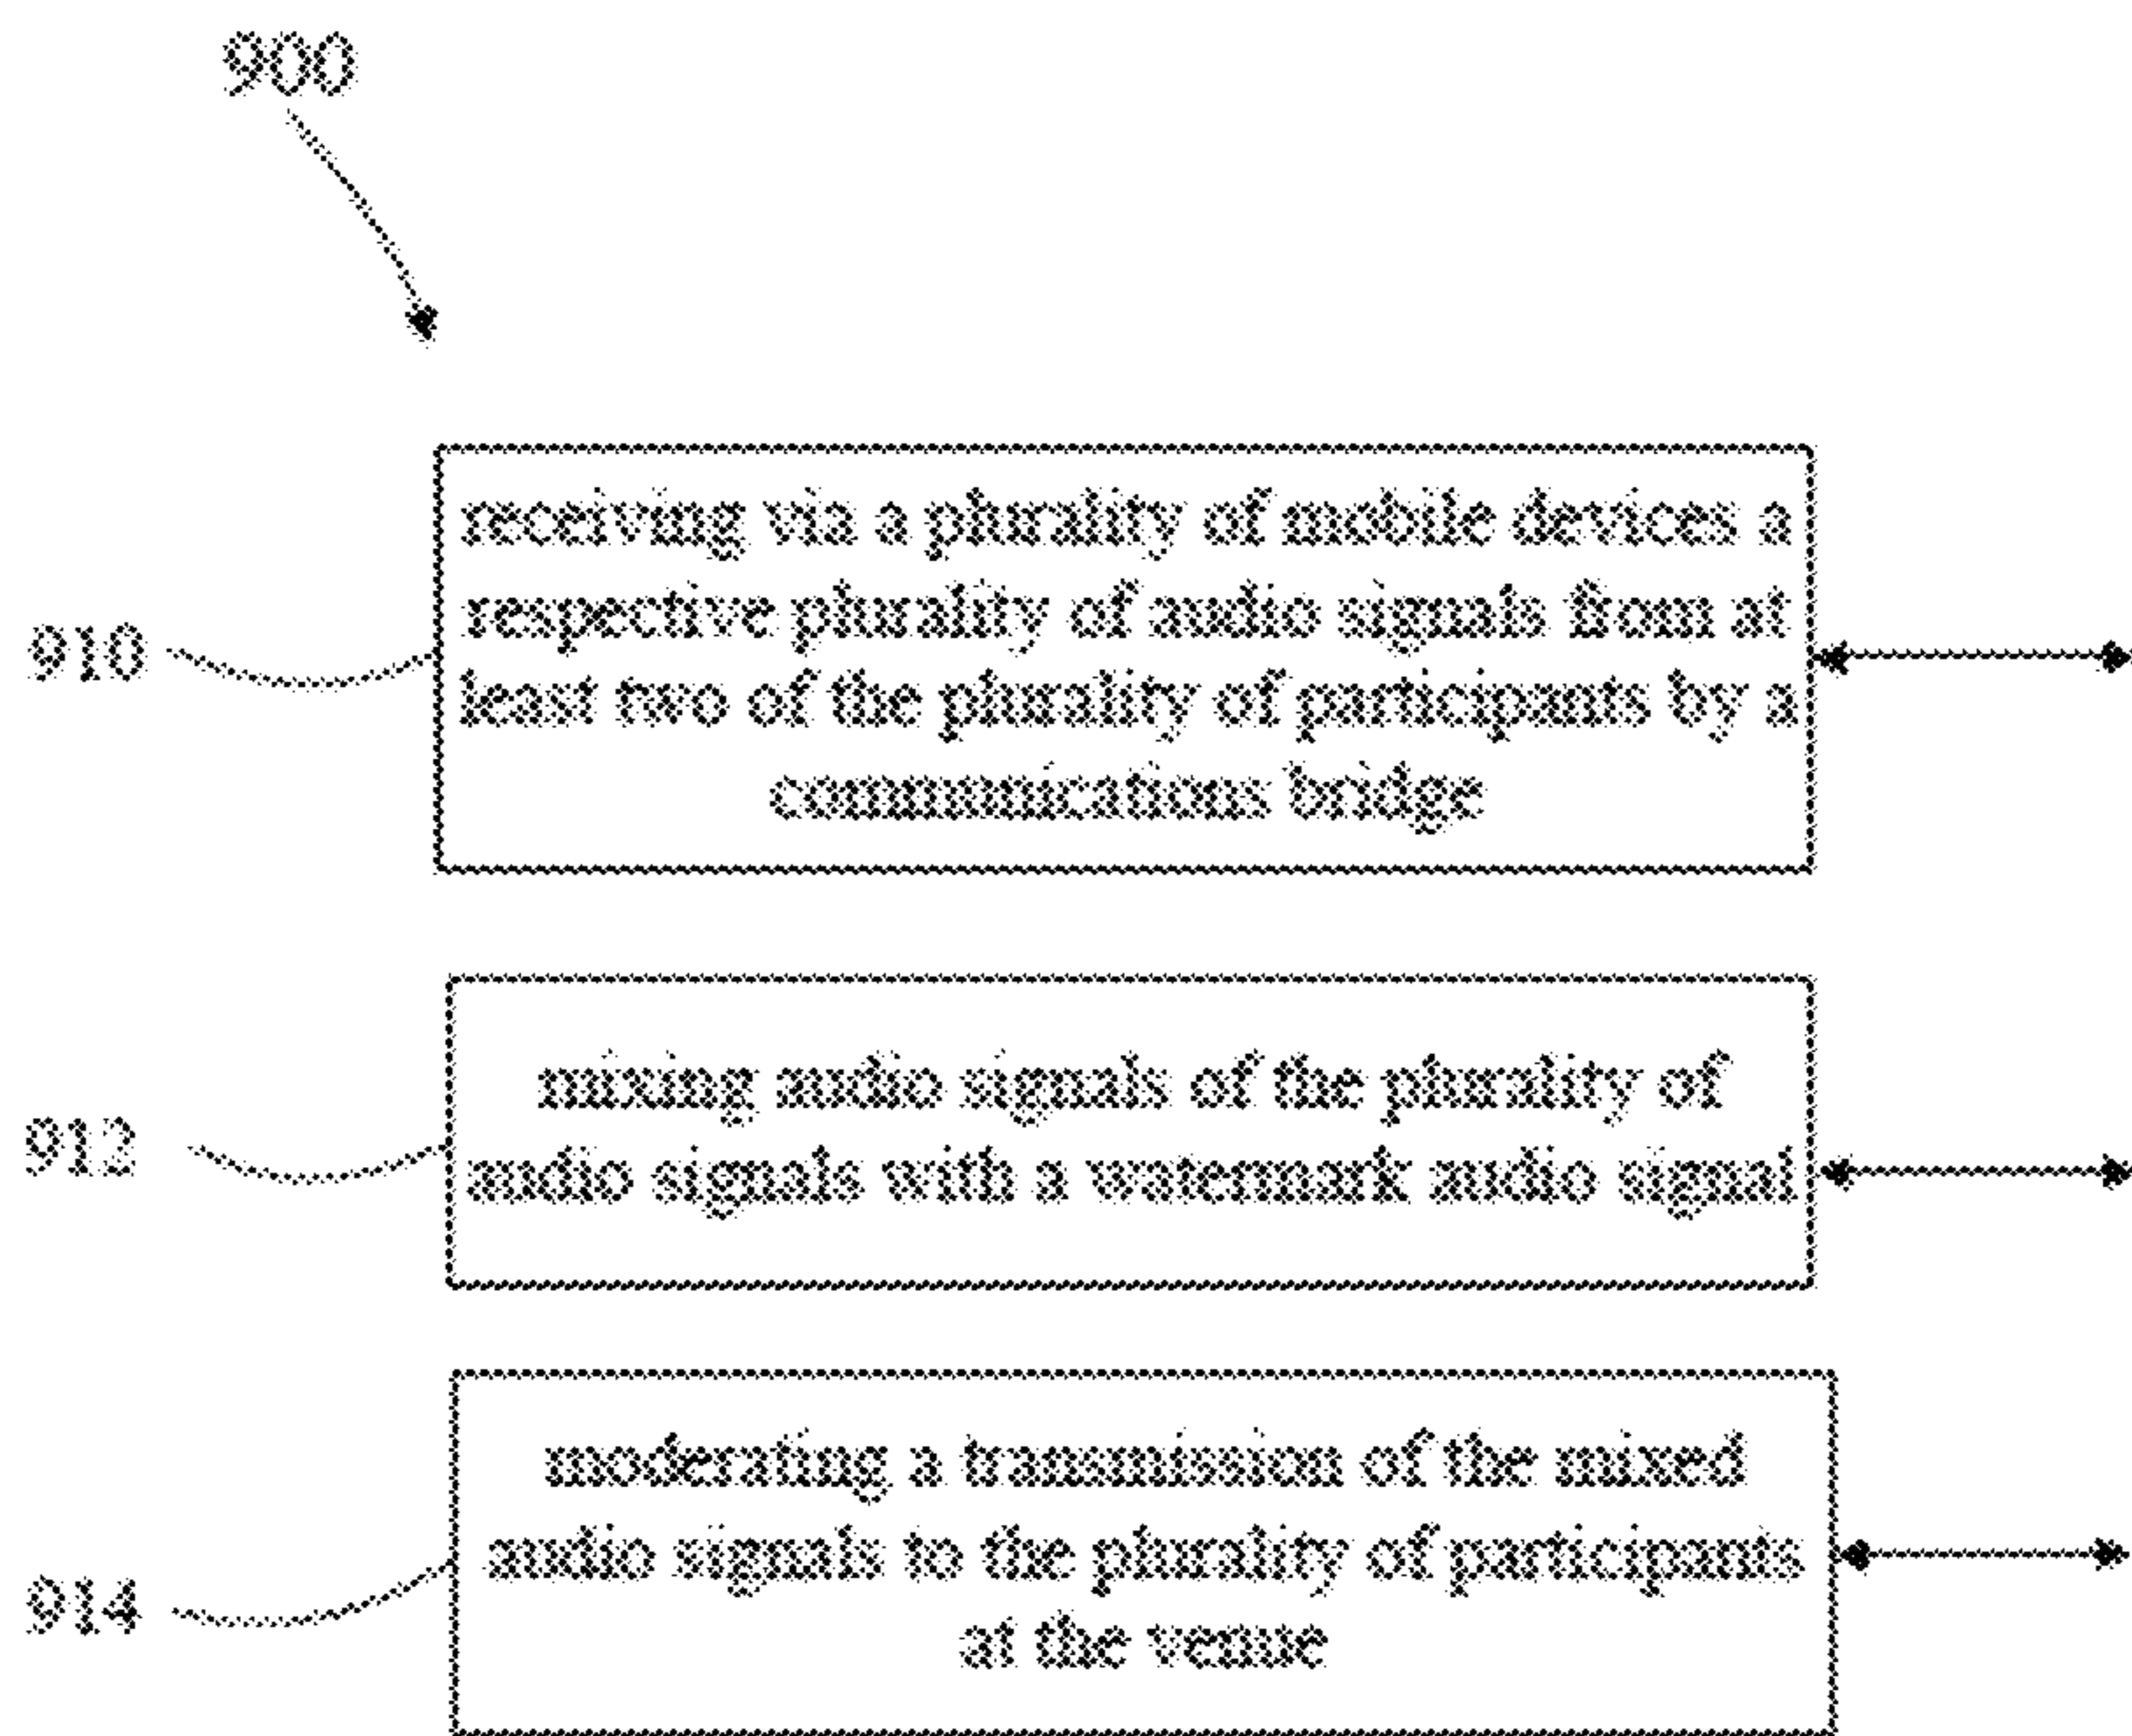 900
910
receiving via a plurality of mobile devices a
respective plurality of audio signals from at
least two of the plurality of participants by a
communications bridge
912
mixing audio signals of the plurality of
audio signals with a watermark audio signal
914
moderating a transmission of the mixed
audio signals to the plurality of participants
at the venue